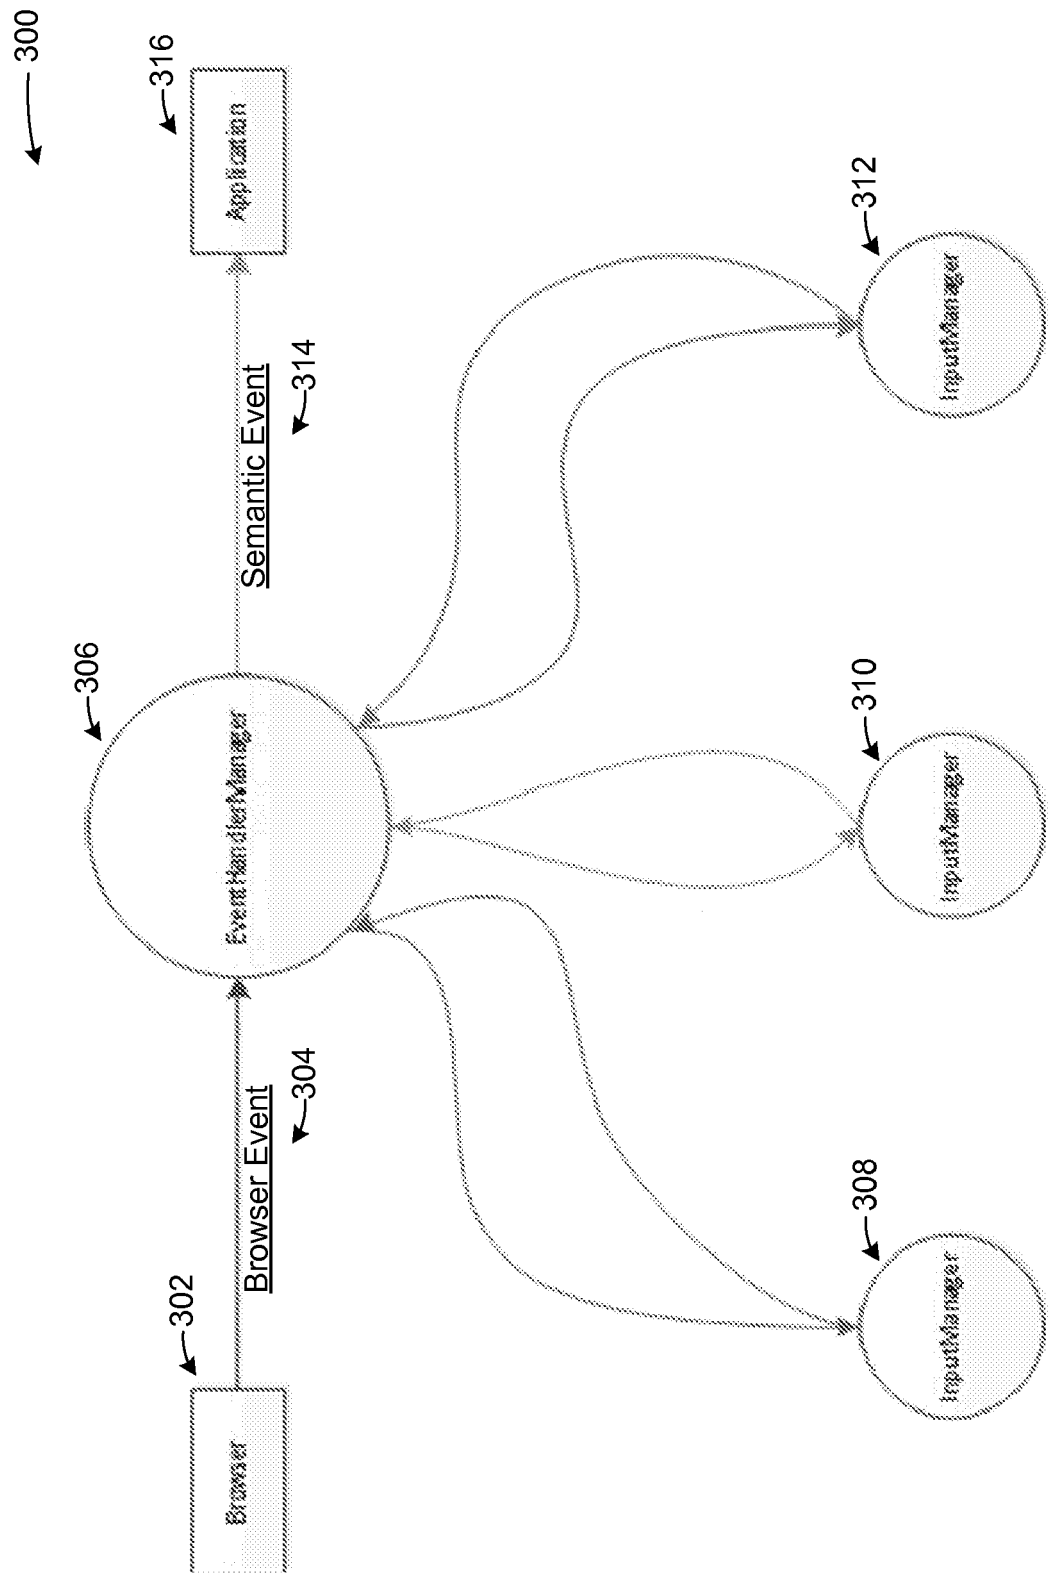 300
302
Browser
Browser Event
304
306
EventHandlerManager
Semantic Event
314
316
Application
308
InputManager
310
InputManager
312
InputManager